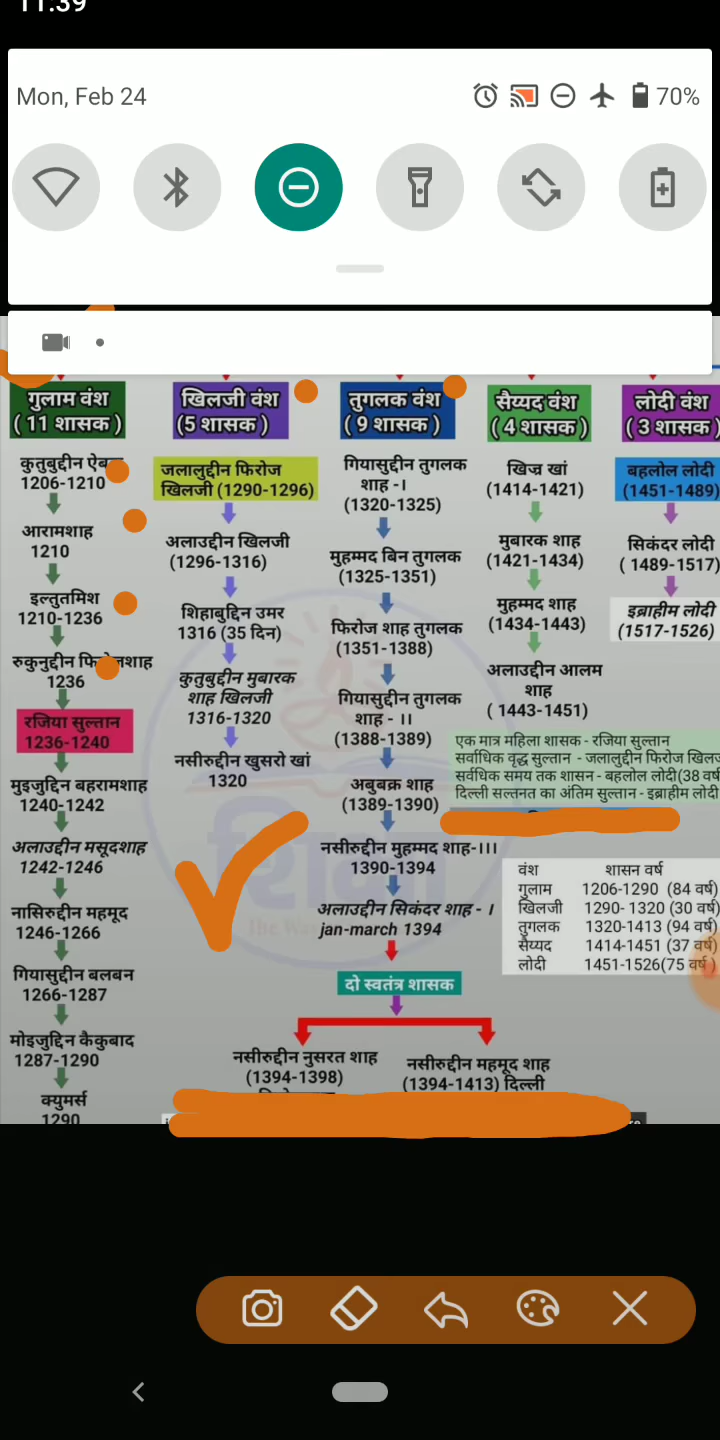 11:39
Mon, Feb 24
70%
गुलाम वंश
( 11 शासक )
कुतुबुद्दीन
1206-1210
आरामशाह
1210
इल्तुतमिश
1210-1236
रुकुनुद्दीन
1236
रजिया सुल्तान
1236-1240
मुइजुद्दिन बहरामशाह
1240-1242
अलाउद्दीन मसूदशाह
1242-1246
नासिरुद्दीन महमूद
1246-1266
गियासुद्दीन बलबन
1266-1287
मोइजुद्दिन कैकुबाद
1287-1290
क्युमर्स
1290
खिलजी वंश
(5 शासक )
जलालुद्दीन फिरोज
खिलजी (1290-1296)
अलाउद्दीन खिलजी
(1296-1316)
शिहाबुद्दिन उमर
1316 (35 दिन)
कुतुबुद्दीन मुबारक
शाह खिलजी
1316-1320
नसीरुद्दीन खुसरो खां
1320
तुगलक वंश
( 9 शासक )
गियासुद्दीन तुगलक
शाह -I
(1320-1325)
मुहम्मद बिन तुगलक
(1325-1351)
फिरोज शाह तुगलक
(1351-1388)
गियासुद्दीन तुगलक
शाह - II
(1388-1389)
अबुबक्र शाह
(1389-1390)
नसीरुद्दीन मुहम्मद शाह-III
1390-1394
अलाउद्दीन सिकंदर शाह - I
jan-march 1394
दो स्वतंत्र शासक
नसीरुद्दीन नुसरत शाह
(1394-1398)
नसीरुद्दीन महमूद शाह
(1394-1413) दिल्ली
सैय्यद वंश
( 4 शासक )
खिज्र खां
(1414-1421)
मुबारक शाह
(1421-1434)
मुहम्मद शाह
(1434-1443)
अलाउद्दीन आलम
शाह
( 1443-1451)
लोदी वंश
( 3 शासक
बहलोल लोदी
(1451-1489)
सिकंदर लोदी
( 1489-1517)
इब्राहीम लोदी
(1517-1526)
एक मात्र महिला शासक - रजिया सुल्तान
सर्वाधिक वृद्ध सुल्तान - जलालुद्दीन फिरोज
सर्वधिक समय तक शासन - बहलोल लोदी(38 वर्ष
दिल्ली सल्तनत का अंतिम सुल्तान - इब्राहीम लोदी
वंश शासन वर्ष
गुलाम 1206-1290 (84 वर्ष)
खिलजी 1290- 1320 (30 वर्ष)
तुगलक 1320-1413 (94 वर्ष)
सैय्यद 1414-1451 (37 वर्ष )
लोदी 1451-1526(75 वर्ष )
शिक्षा